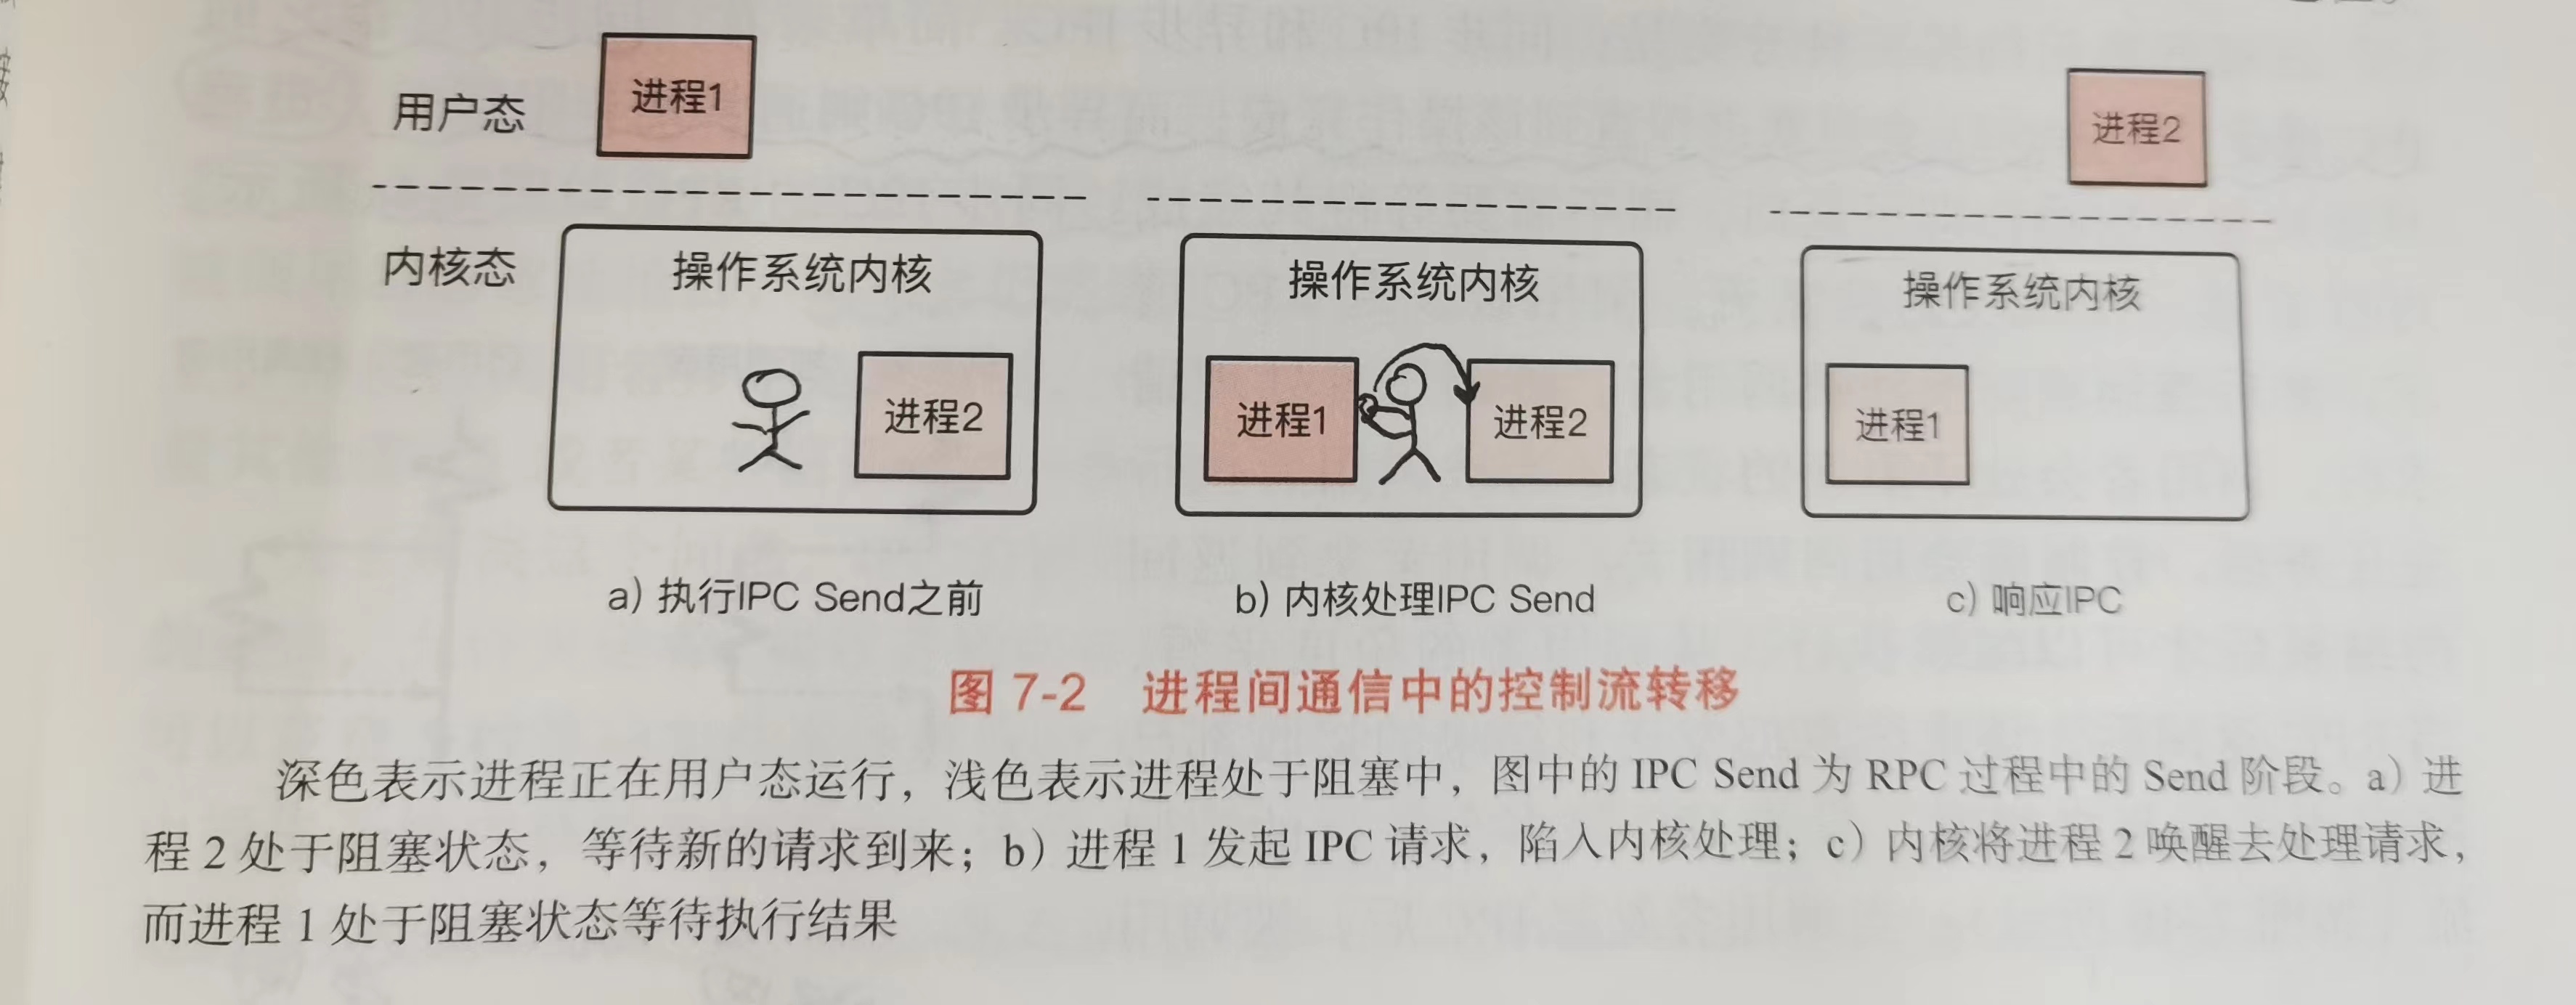 用户态
进程1
进程2
内核态
操作系统内核
进程2
操作系统内核
进程1
进程2
操作系统内核
进程1
a) 执行IPC Send之前
b) 内核处理IPC Send
c) 响应IPC
图 7-2 进程间通信中的控制流转移
深色表示进程正在用户态运行，浅色表示进程处于阻塞中，图中的 IPC Send 为 RPC 过程中的 Send 阶段。a）进
程 2 处于阻塞状态，等待新的请求到来；b）进程 1 发起 IPC 请求，陷入内核处理；c）内核将进程 2 唤醒去处理请求，
而进程 1 处于阻塞状态等待执行结果